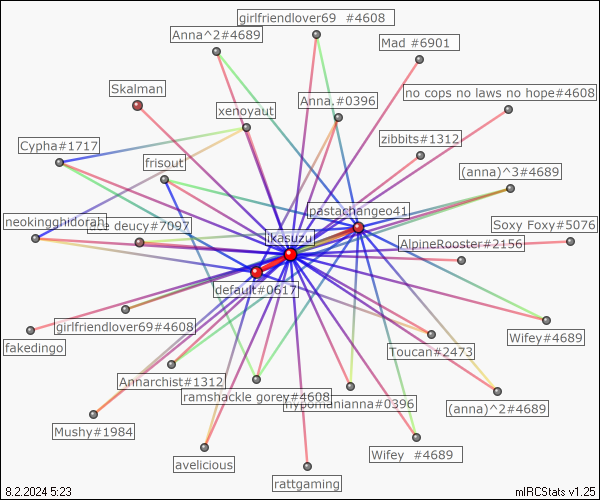 girlfriendlover69 #4608
Anna^2#4689
Mad #6901
Skalman
no cops no laws no hope#4608
Anna.#0396
xenoyaut
zibbits#1312
Cypha#1717
frisout
(anna)^3#4689
pastachangeo41
neokingghidorah
deucy#7097
Soxy Foxy#5076
ikasuzu
AlpineRooster#2156
default#0617
girlfriendlover69#4608
Wifey#4689
fakedingo
Toucan#2473
Annarchist#1312
ramshackle gorey#4608
hypomanianna#0396
(anna)^2#4689
Mushy#1984
Wifey #4689
avelicious
rattgaming
8.2.2024 5:23
mIRCStats v1.25